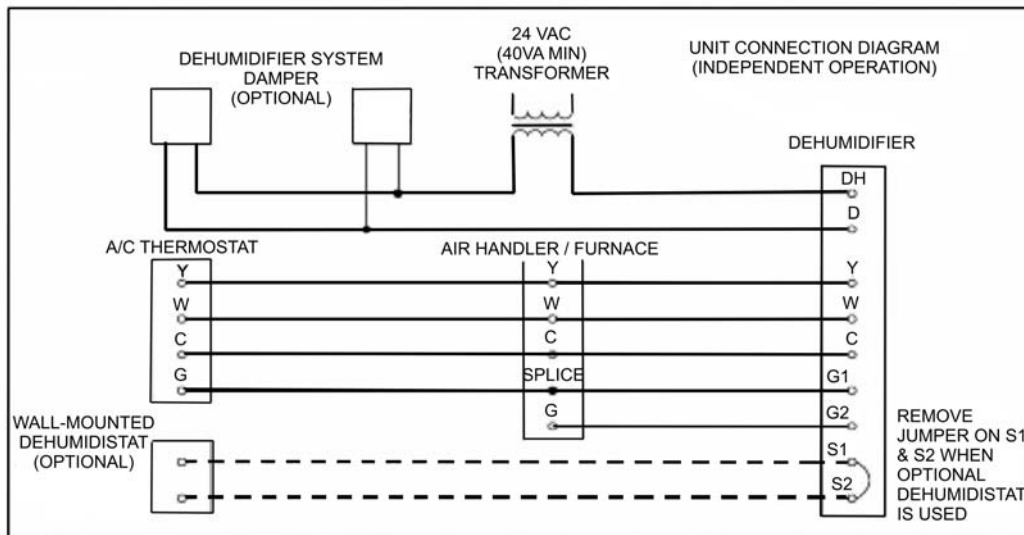 24 VAC
(40VA MIN)
TRANSFORMER
UNIT CONNECTION DIAGRAM
(INDEPENDENT OPERATION)
DEHUMIDIFIER SYSTEM
DAMPER
(OPTIONAL)
DEHUMIDIFIER
DH
D
A/C THERMOSTAT
AIR HANDLER / FURNACE
Y
Y
Y
W
W
W
C
C
C
G
SPLICE
G1
G
G2
WALL-MOUNTED
DEHUMIDISTAT
(OPTIONAL)
S1
S2
REMOVE
JUMPER ON S1
& S2 WHEN
OPTIONAL
DEHUMIDISTAT
IS USED